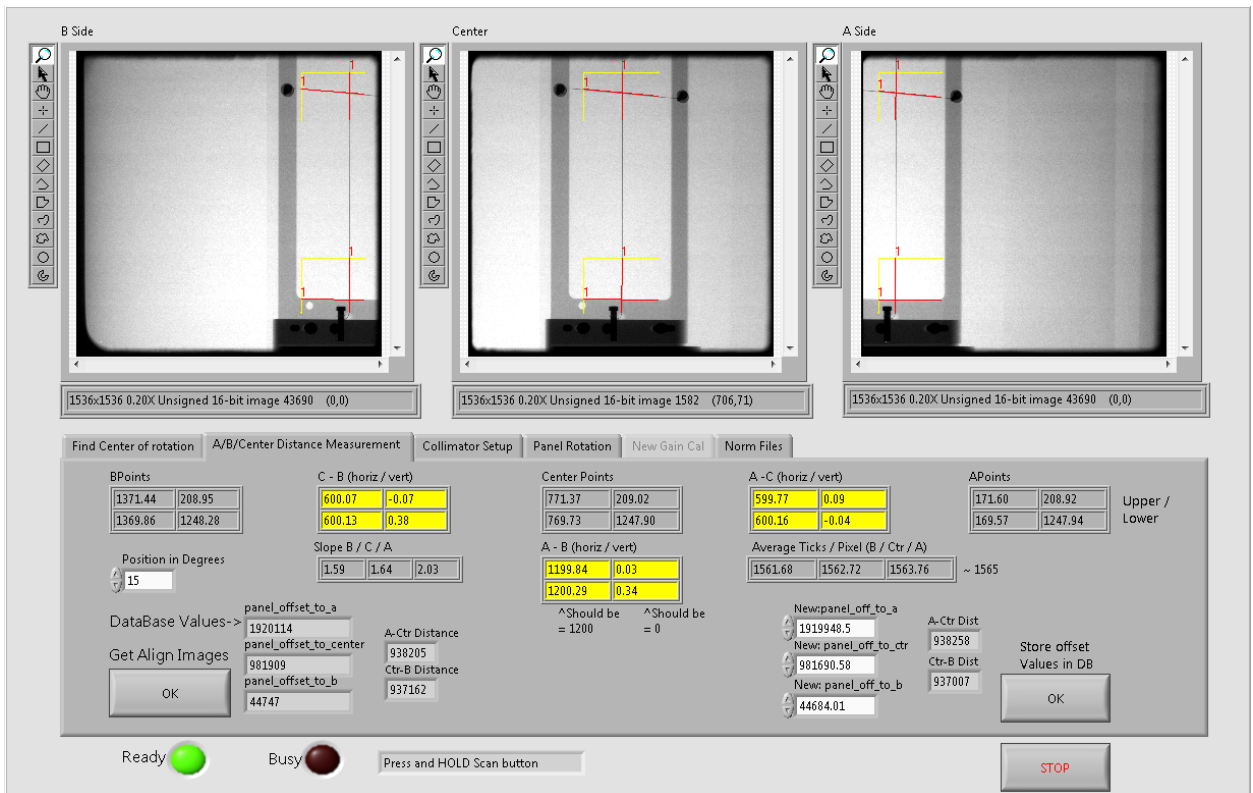 B Side
Center
A Side
1
1
1
1
1
1
1
1
1
1
1
1
1536x1536 0.20X Unsigned 16-bit image 43690 (0,0)
1536x1536 0.20X Unsigned 16-bit image 1582 (706,71)
1536x1536 0.20X Unsigned 16-bit image 43690 (0,0)
Find Center of rotation
A/B/Center Distance Measurement
Collimator Setup
Panel Rotation
New Gain Cal
Norm Files
BPoints
1371.44 208.95
1369.86 1248.28
C - B (horiz / vert)
600.07 -0.07
600.13 0.38
Center Points
771.37 209.02
769.73 1247.90
A -C (horiz / vert)
599.77 0.09
600.16 -0.04
APoints
171.60 208.92
169.57 1247.94
Upper /
Lower
Position in Degrees
15
Slope B / C / A
1.59 1.64 2.03
A - B (horiz / vert)
1199.84 0.03
1200.29 0.34
^Should be
= 1200
^Should be
= 0
Average Ticks / Pixel (B / Ctr / A)
1561.68 1562.72 1563.76 ~ 1565
DataBase Values->
panel_offset_to_a
1920114
panel_offset_to_center
981909
panel_offset_to_b
44747
A-Ctr Distance
938205
Ctr-B Distance
937162
Get Align Images
OK
New:panel_off_to_a
1919948.5
New: panel_off_to_ctr
981690.58
New: panel_off_to_b
44684.01
A-Ctr Dist
938258
Ctr-B Dist
937007
Store offset
Values in DB
OK
Ready
Busy
Press and HOLD Scan button
STOP